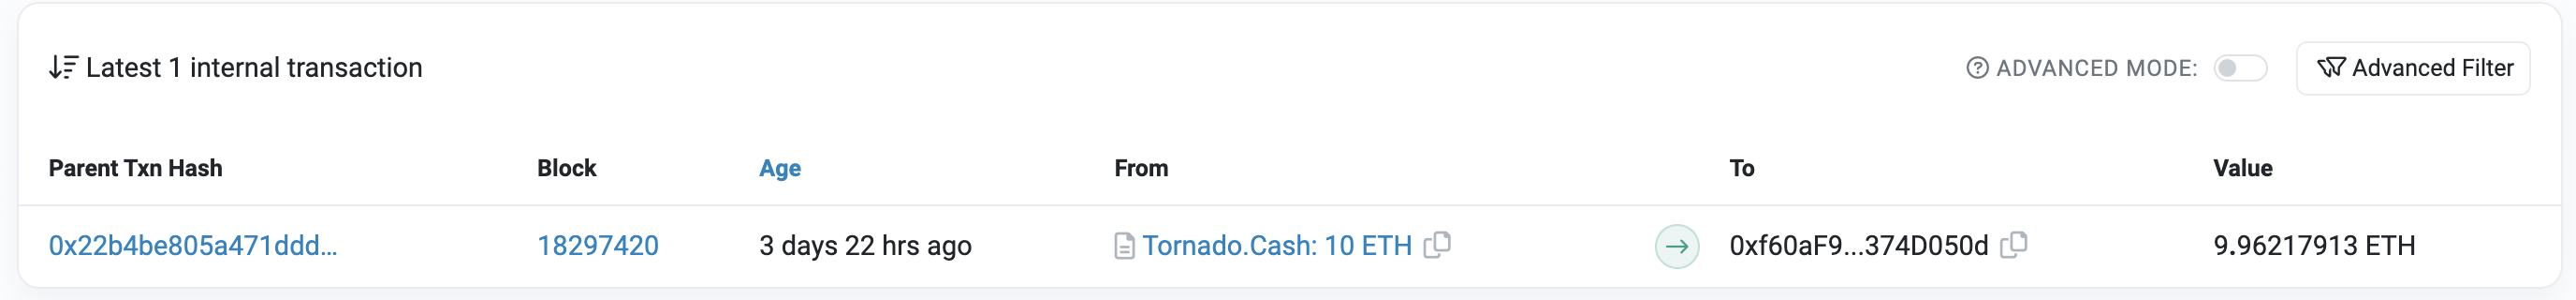 Latest 1 internal transaction
ADVANCED MODE:
Advanced Filter
Parent Txn Hash Block Age From To Value
0x22b4be805a471ddd... 18297420 3 days 22 hrs ago Tornado.Cash: 10 ETH 0xf60aF9...374D050d 9.96217913 ETH